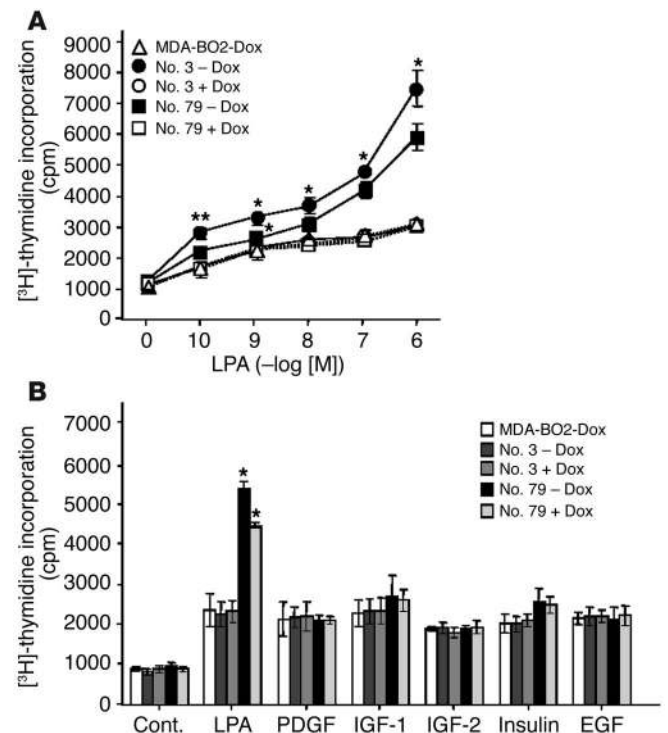 A
[³H]-thymidine incorporation
(cpm)
9000
8000
7000
6000
5000
4000
3000
2000
1000
0
MDA-BO2-Dox
No. 3 – Dox
No. 3 + Dox
No. 79 – Dox
No. 79 + Dox
*
**
*
*
*
*
0 10 9 8 7 6
LPA (–log [M])
B
[³H]-thymidine incorporation
(cpm)
7000
6000
5000
4000
3000
2000
1000
0
MDA-BO2-Dox
No. 3 – Dox
No. 3 + Dox
No. 79 – Dox
No. 79 + Dox
*
*
Cont. LPA PDGF IGF-1 IGF-2 Insulin EGF